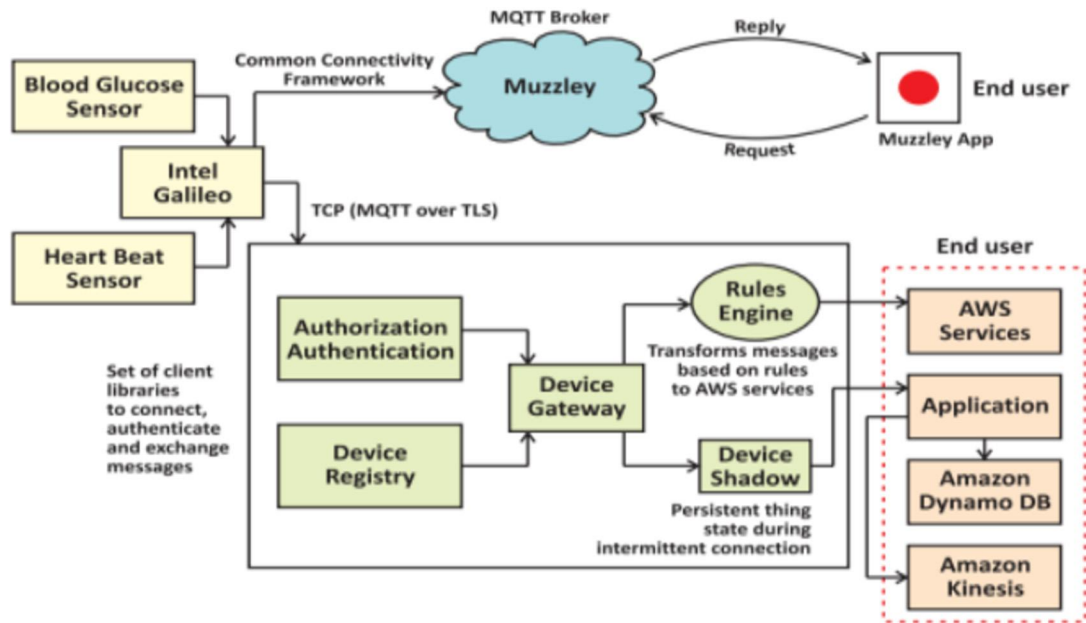 MQTT Broker
Reply
Common Connectivity
Framework
Muzzley
Blood Glucose
Sensor
End user
Muzzley App
Request
Intel
Galileo
TCP (MQTT over TLS)
Heart Beat
Sensor
End user
Authorization
Authentication
Rules
Engine
AWS
Services
Transforms messages
based on rules
to AWS services
Set of client
libraries
to connect,
authenticate
and exchange
messages
Device
Gateway
Application
Device
Registry
Device
Shadow
Amazon
Dynamo DB
Persistent thing
state during
intermittent connection
Amazon
Kinesis